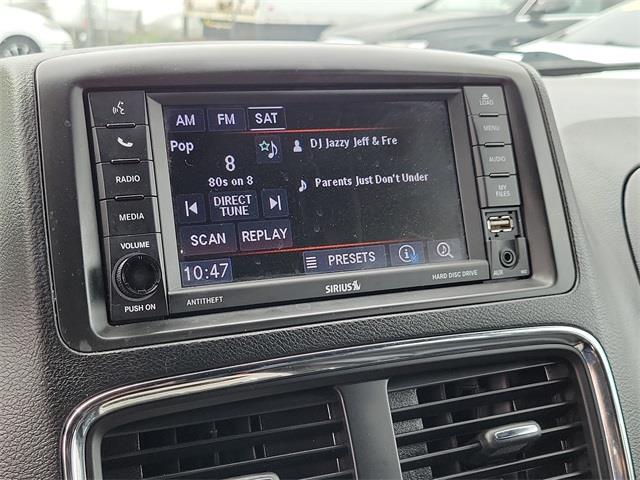 LOAD
MENU
AUDIO
MY FILES
RADIO
MEDIA
VOLUME
PUSH ON
AM FM SAT
Pop
8
80s on 8
DJ Jazzy Jeff & Fre
Parents Just Don't Under
DIRECT TUNE
SCAN REPLAY
10:47
PRESETS
ANTITHEFT
SIRIUS
HARD DISC DRIVE
AUX